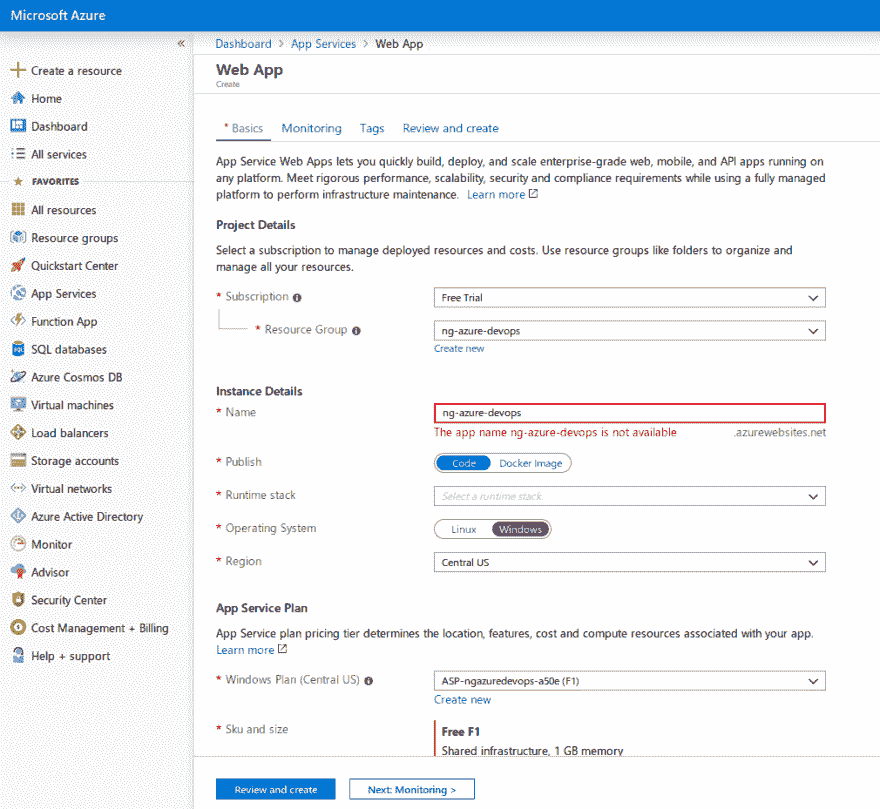 Microsoft Azure
«
Create a resource
Home
Dashboard
All services
FAVORITES
All resources
Resource groups
Quickstart Center
App Services
Function App
SQL databases
Azure Cosmos DB
Virtual machines
Load balancers
Storage accounts
Virtual networks
Azure Active Directory
Monitor
Advisor
Security Center
Cost Management + Billing
Help + support
Dashboard > App Services > Web App
Web App
Create
* Basics Monitoring Tags Review and create
App Service Web Apps lets you quickly build, deploy, and scale enterprise-grade web, mobile, and API apps running on
any platform. Meet rigorous performance, scalability, security and compliance requirements while using a fully managed
platform to perform infrastructure maintenance. Learn more
Project Details
Select a subscription to manage deployed resources and costs. Use resource groups like folders to organize and
manage all your resources.
* Subscription Free Trial
* Resource Group ng-azure-devops
Create new
Instance Details
* Name ng-azure-devops
The app name ng-azure-devops is not available .azurewebsites.net
* Publish Code Docker Image
* Runtime stack Select a runtime stack
* Operating System Linux Windows
* Region Central US
App Service Plan
App Service plan pricing tier determines the location, features, cost and compute resources associated with your app.
Learn more
* Windows Plan (Central US) ASP-ngazuredevops-a50e (F1)
Create new
* Sku and size Free F1
Shared infrastructure, 1 GB memory
Review and create Next: Monitoring >